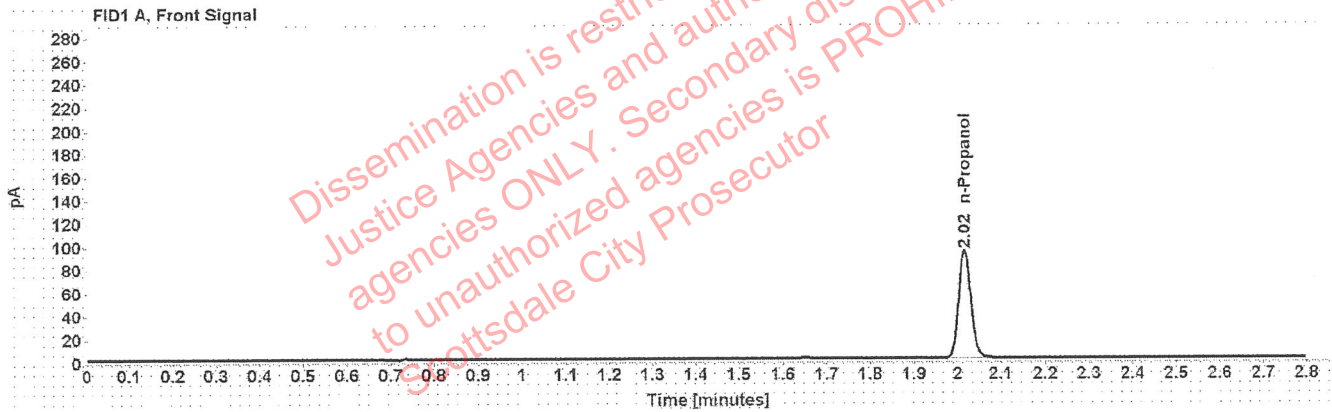 FID1 A, Front Signal
280
260
240
220
200
180
160
140
120
100
80
60
40
20
0
pA
2.02 n-Propanol
0 0.1 0.2 0.3 0.4 0.5 0.6 0.7 0.8 0.9 1 1.1 1.2 1.3 1.4 1.5 1.6 1.7 1.8 1.9 2 2.1 2.2 2.3 2.4 2.5 2.6 2.7 2.8
Time [minutes]
Dissemination is
Justice Agencies and
agencies ONLY. Secondary
to unauthorized agencies is
Scottsdale City Prosecutor